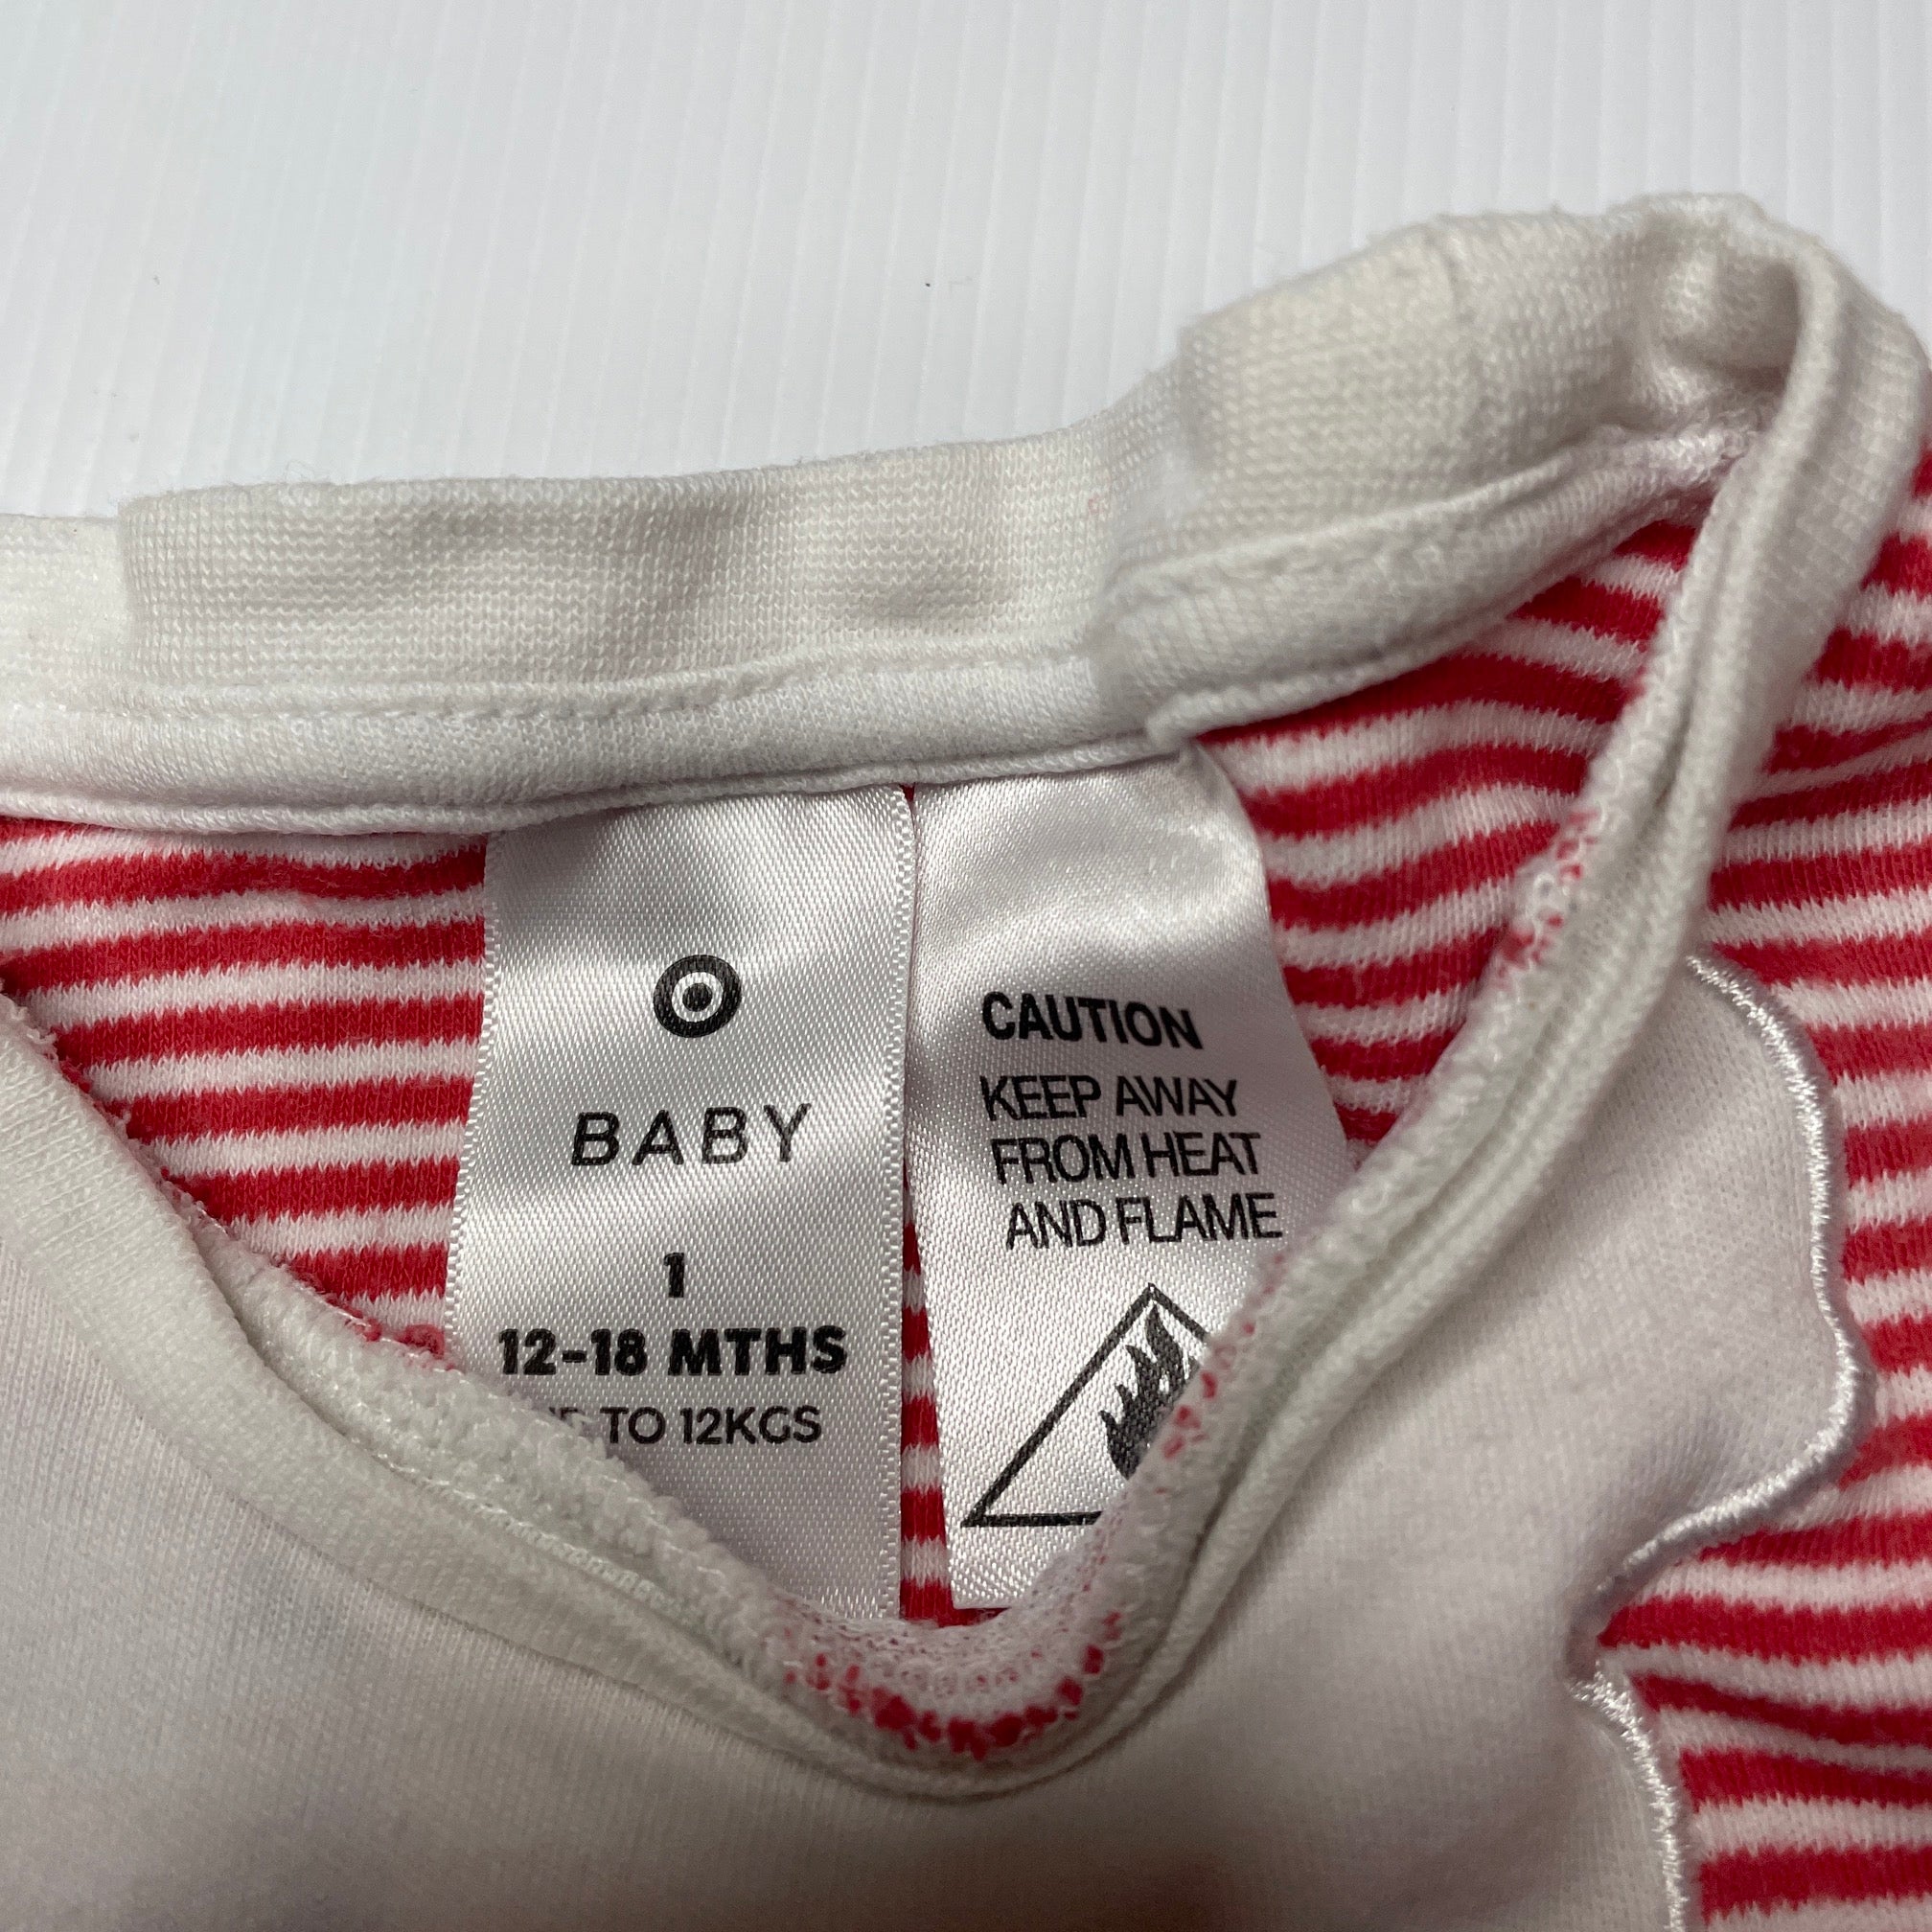 BABY
1
12-18 MTHS
TO 12KGS
CAUTION
KEEP AWAY
FROM HEAT
AND FLAME